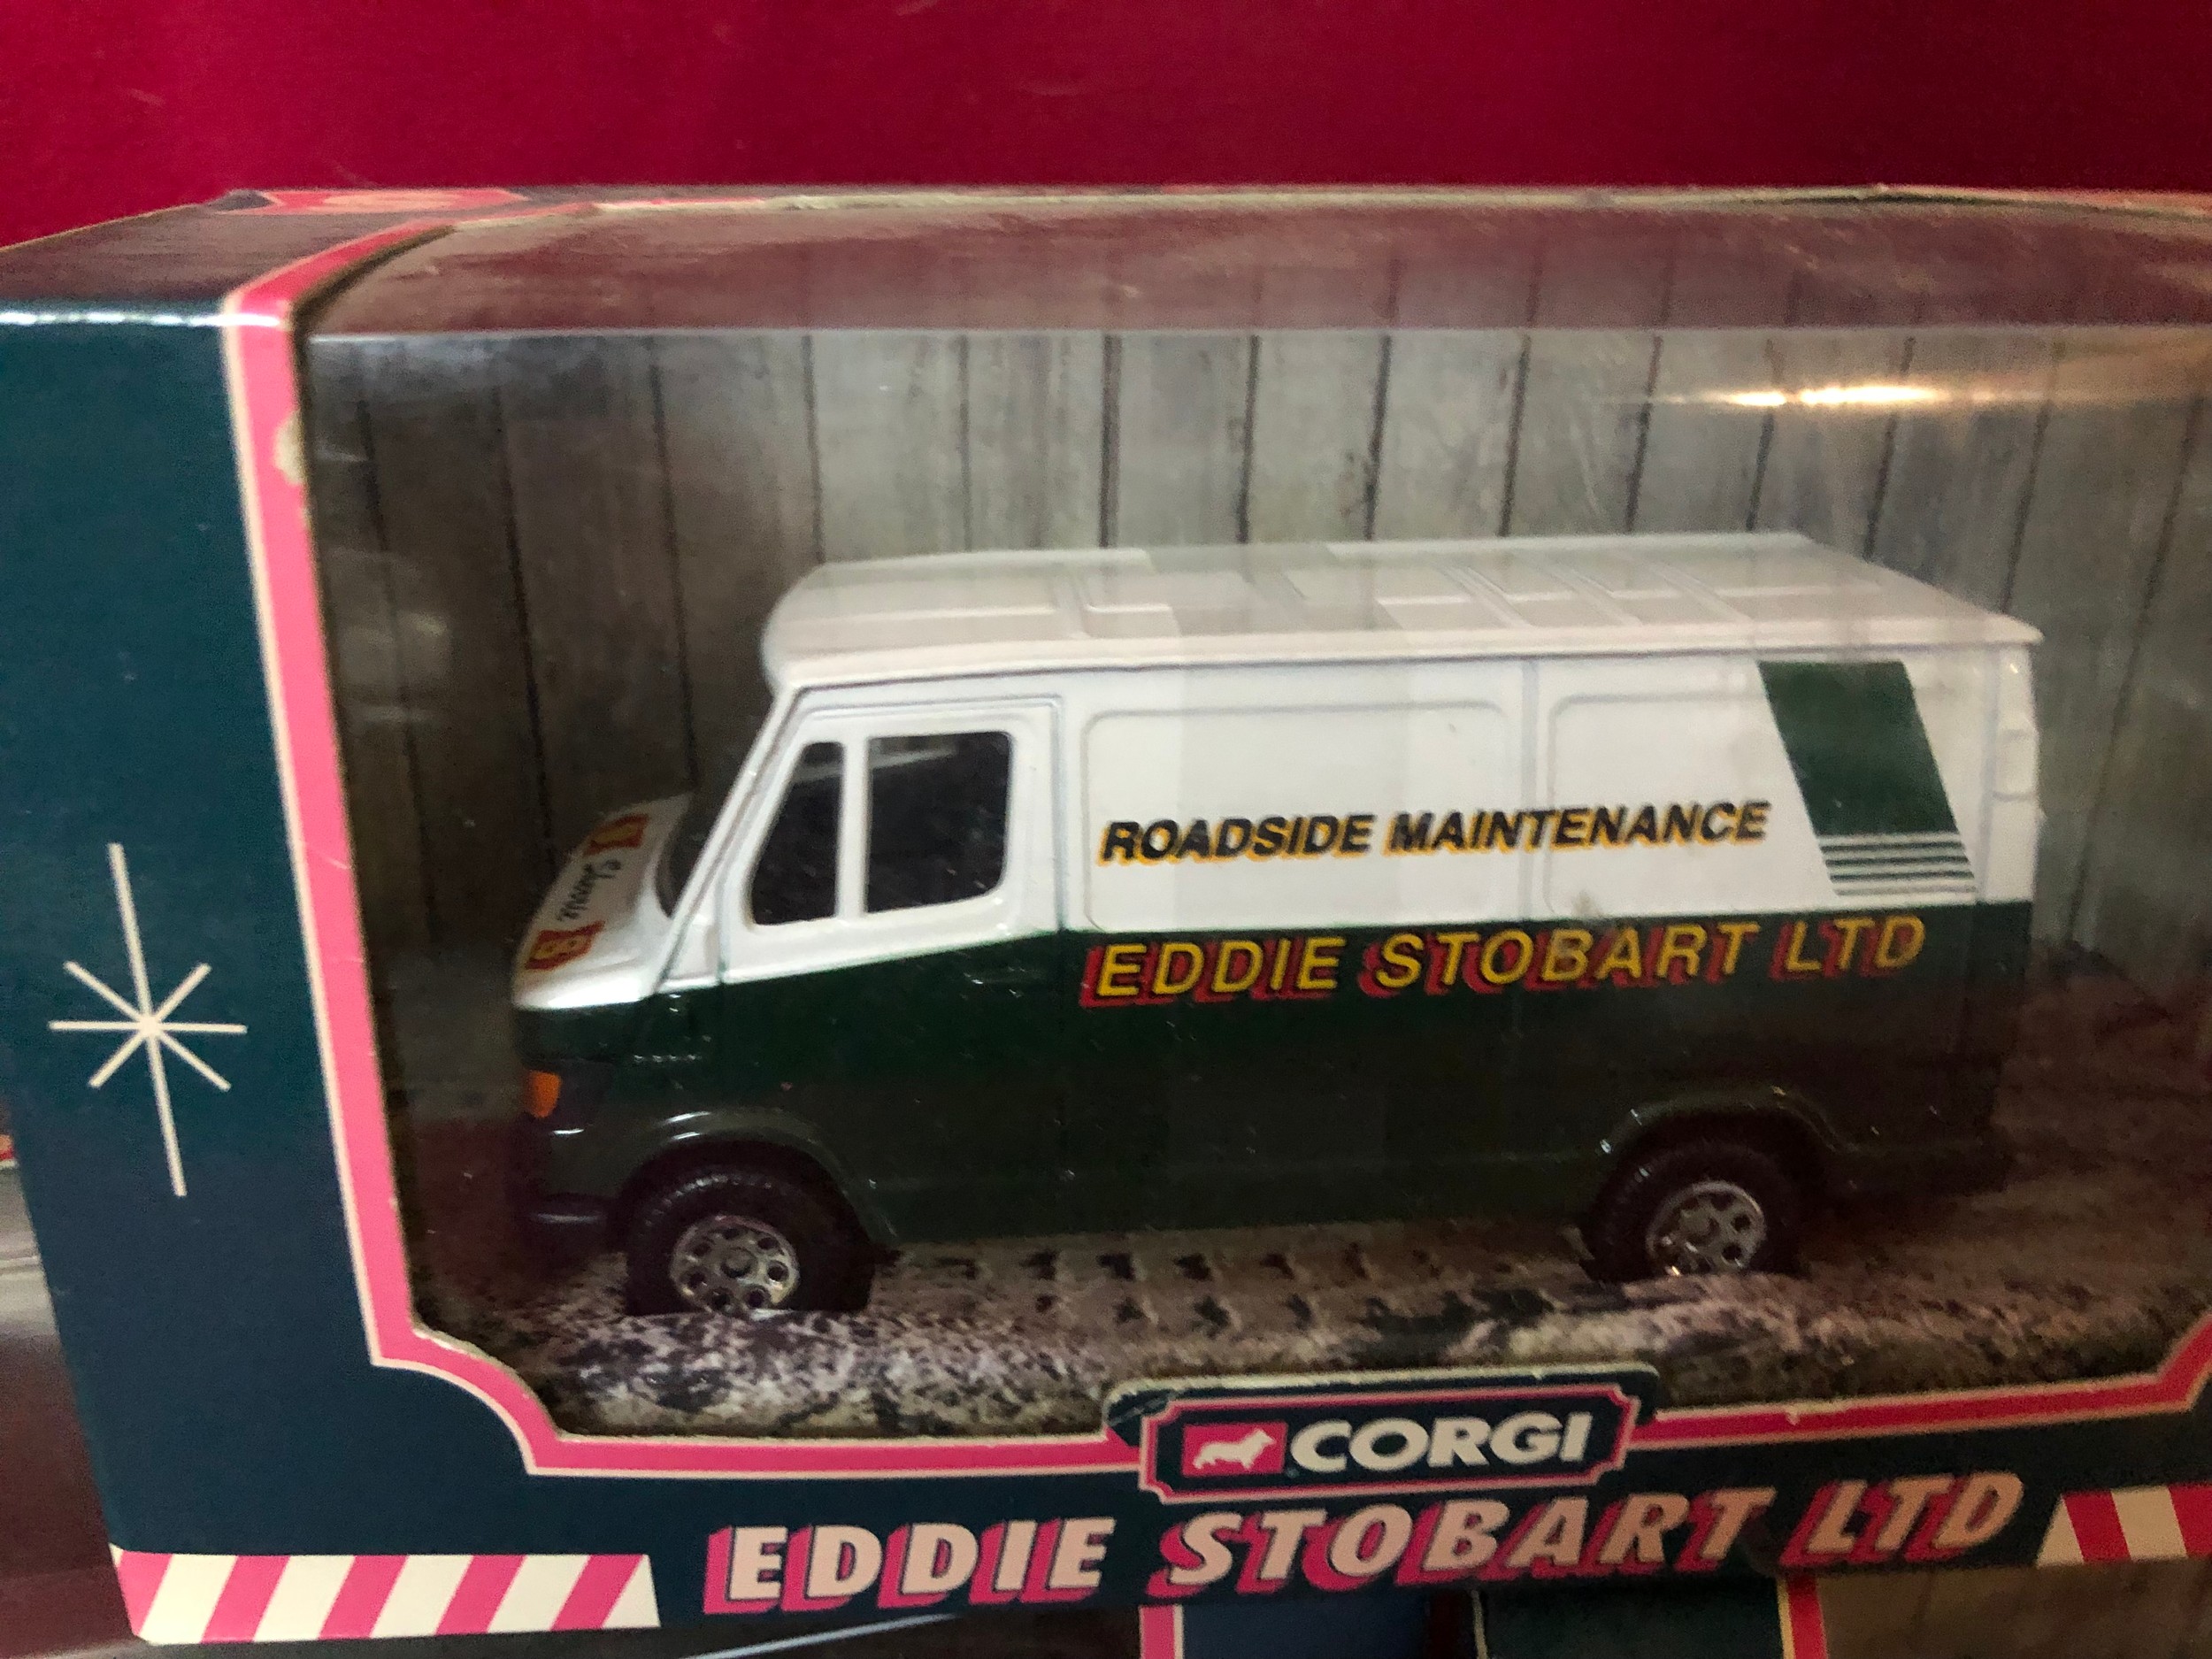 ROADSIDE MAINTENANCE
EDDIE STOBART LTD
CORGI
EDDIE STOBART LTD